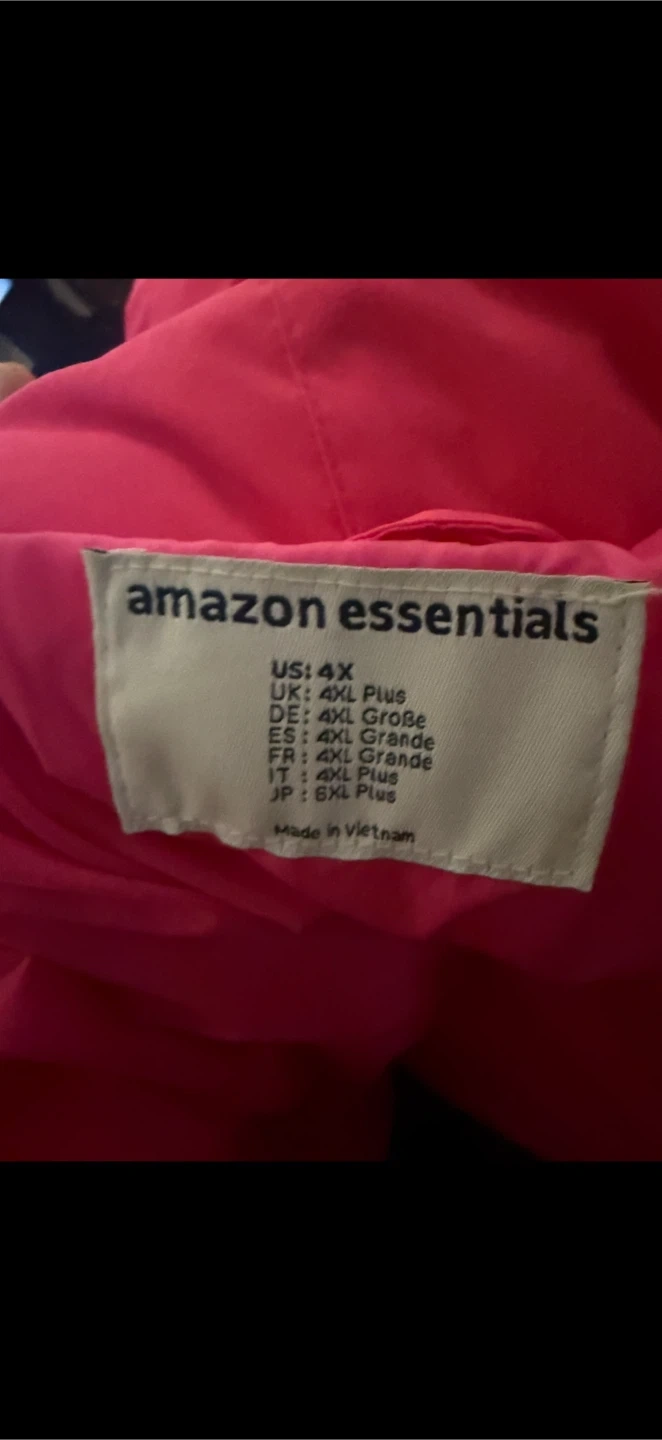 amazon essentials
US: 4X
UK: 4XL Plus
DE: 4XL Große
ES : 4XL Grande
FR : 4XL Grande
IT : 4XL Plus
JP : 6XL Plus
Made in Vietnam